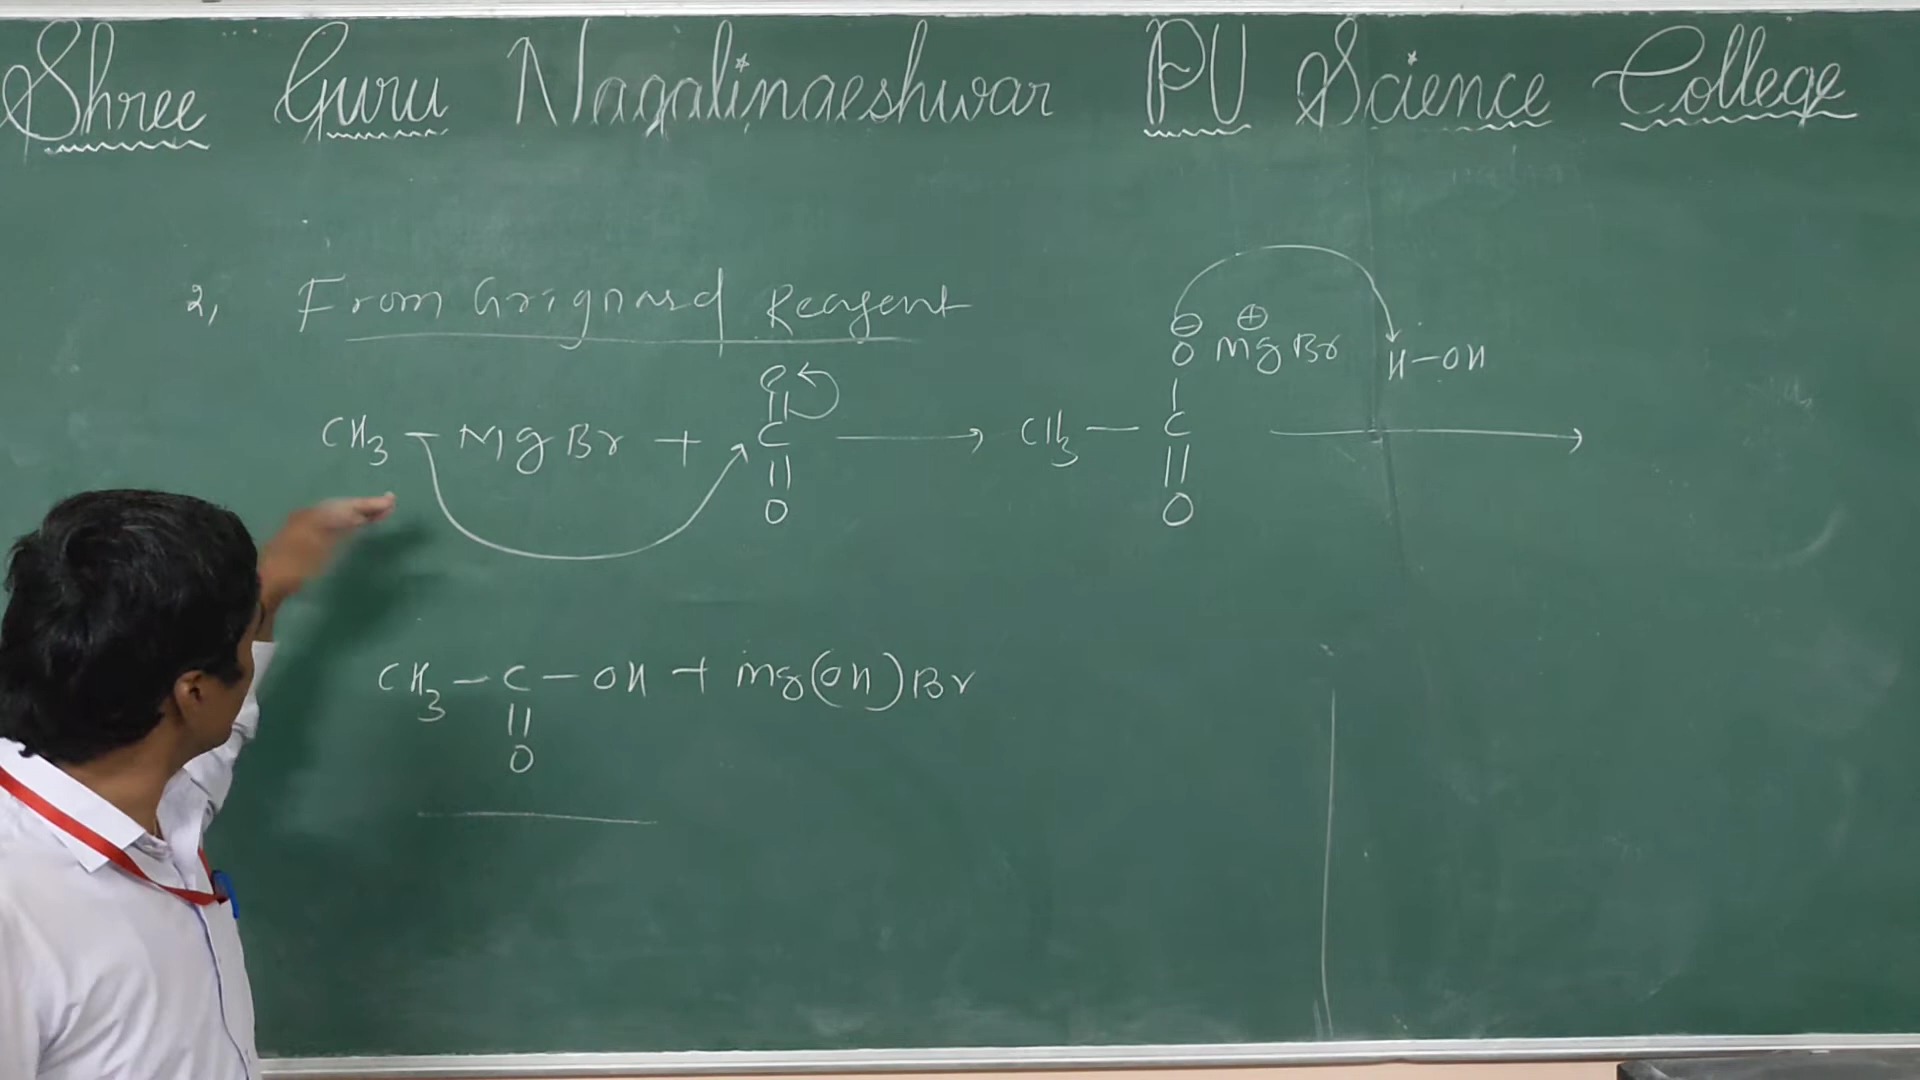 Shree Guru Nagalinaeshwar PU Science College
2, From Grignard Reagent
CH3 - MgBr + O=C=O → CH3 - C(=O) - O⊖ ⊕MgBr H-OH →
CH3 - C - OH + Mg(OH)Br
||
O